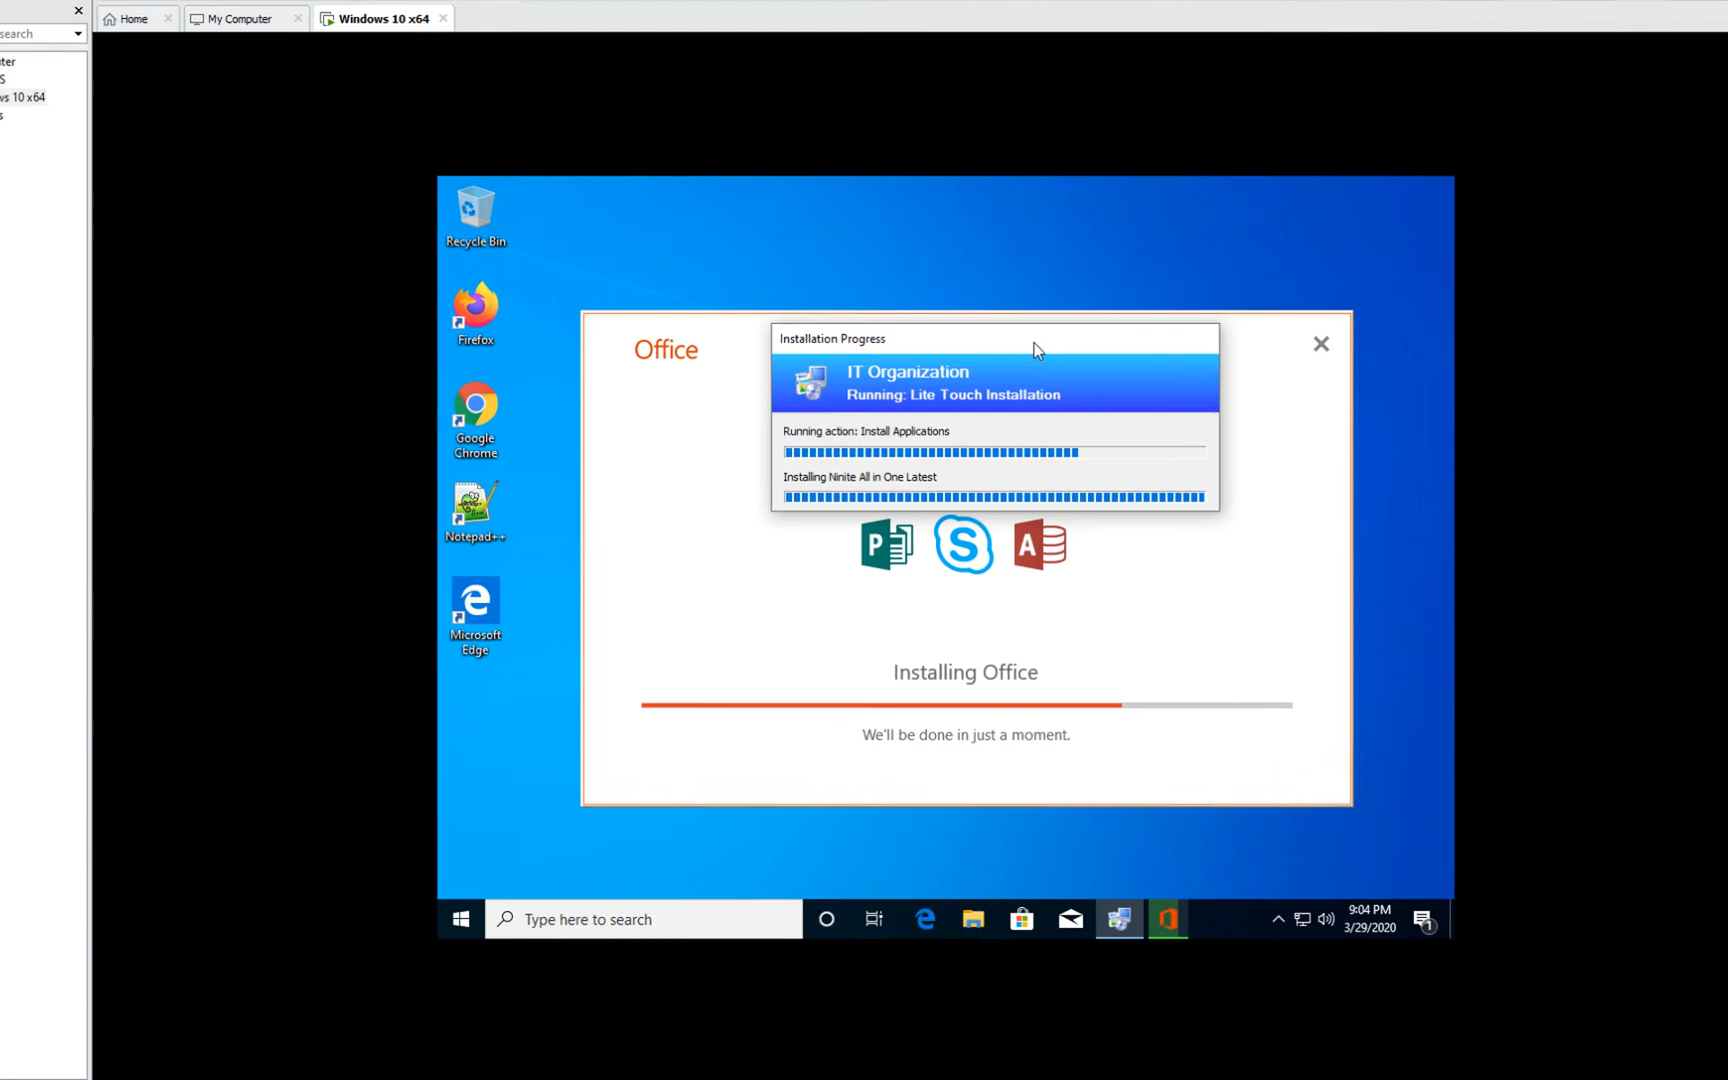 Home
My Computer
Windows 10 x64
search
ter
S
ws 10 x64
s
Recycle Bin
Firefox
Google
Chrome
Notepad++
Microsoft
Edge
Office
Installation Progress
IT Organization
Running: Lite Touch Installation
Running action: Install Applications
Installing Ninite All in One Latest
P
S
A
Installing Office
We'll be done in just a moment.
Type here to search
9:04 PM
3/29/2020
1